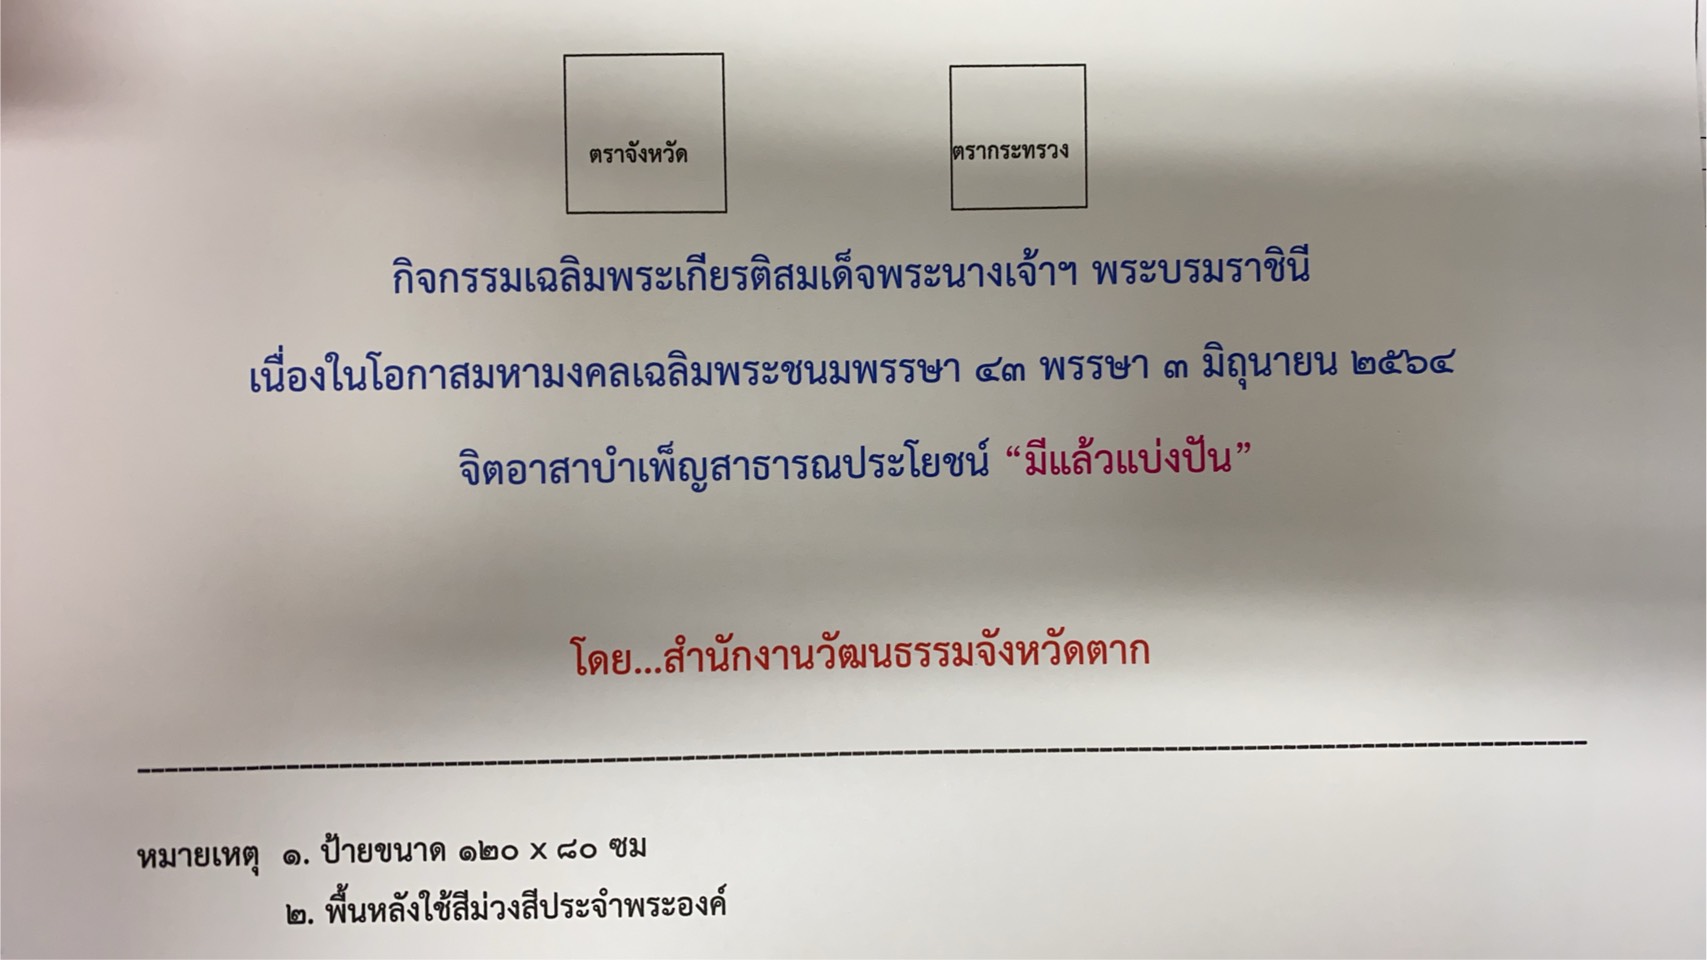 ตราจังหวัด ตรากระทรวง
กิจกรรมเฉลิมพระเกียรติสมเด็จพระนางเจ้าฯ พระบรมราชินี
เนื่องในโอกาสมหามงคลเฉลิมพระชนมพรรษา ๔๓ พรรษา ๓ มิถุนายน ๒๕๖๔
จิตอาสาบำเพ็ญสาธารณประโยชน์ “มีแล้วแบ่งปัน”
โดย...สำนักงานวัฒนธรรมจังหวัดตาก
หมายเหตุ ๑. ป้ายขนาด ๑๒๐ x ๘๐ ซม
๒. พื้นหลังใช้สีม่วงสีประจำพระองค์